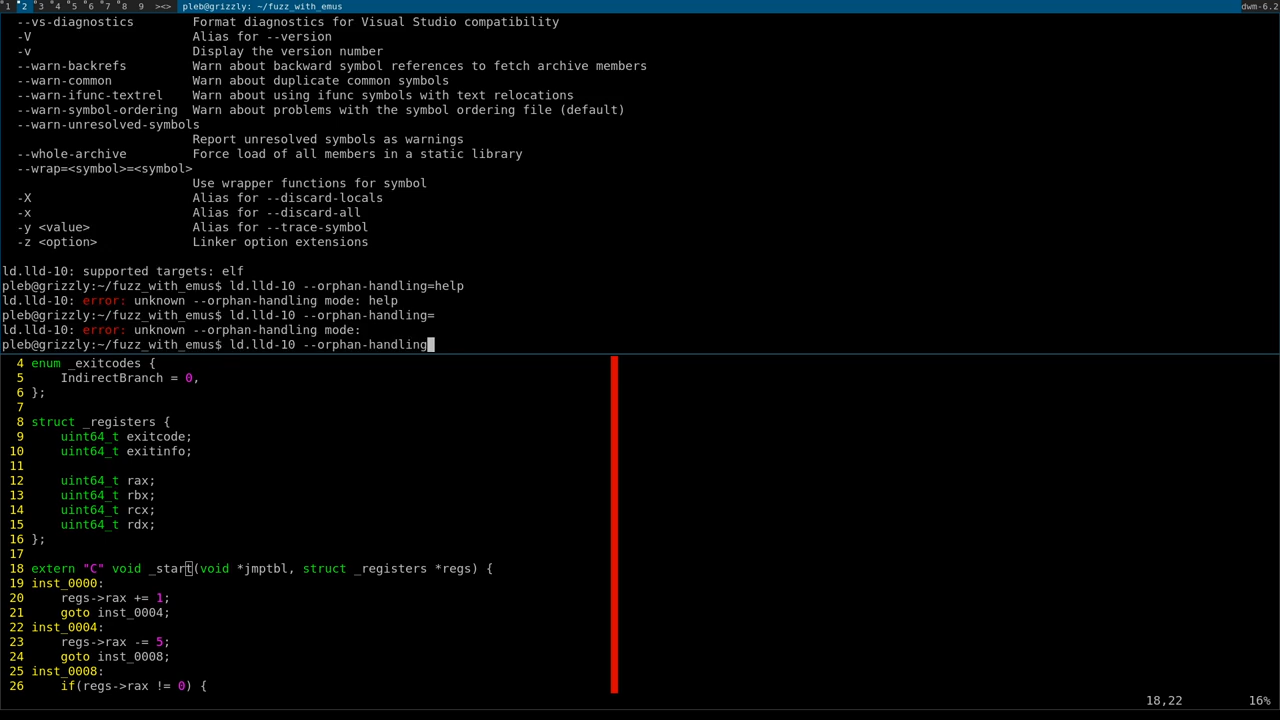 1 2 3 4 5 6 7 8 9 ><> pleb@grizzly: ~/fuzz_with_emus dwm-6.2
--vs-diagnostics Format diagnostics for Visual Studio compatibility
-V Alias for --version
-v Display the version number
--warn-backrefs Warn about backward symbol references to fetch archive members
--warn-common Warn about duplicate common symbols
--warn-ifunc-textrel Warn about using ifunc symbols with text relocations
--warn-symbol-ordering Warn about problems with the symbol ordering file (default)
--warn-unresolved-symbols
Report unresolved symbols as warnings
--whole-archive Force load of all members in a static library
--wrap=<symbol>=<symbol>
Use wrapper functions for symbol
-X Alias for --discard-locals
-x Alias for --discard-all
-y <value> Alias for --trace-symbol
-z <option> Linker option extensions
ld.lld-10: supported targets: elf
pleb@grizzly:~/fuzz_with_emus$ ld.lld-10 --orphan-handling=help
ld.lld-10: error: unknown --orphan-handling mode: help
pleb@grizzly:~/fuzz_with_emus$ ld.lld-10 --orphan-handling=
ld.lld-10: error: unknown --orphan-handling mode:
pleb@grizzly:~/fuzz_with_emus$ ld.lld-10 --orphan-handling
4 enum _exitcodes {
5 IndirectBranch = 0,
6 };
7
8 struct _registers {
9 uint64_t exitcode;
10 uint64_t exitinfo;
11
12 uint64_t rax;
13 uint64_t rbx;
14 uint64_t rcx;
15 uint64_t rdx;
16 };
17
18 extern "C" void _start(void *jmptbl, struct _registers *regs) {
19 inst_0000:
20 regs->rax += 1;
21 goto inst_0004;
22 inst_0004:
23 regs->rax -= 5;
24 goto inst_0008;
25 inst_0008:
26 if(regs->rax != 0) {
18,22 16%